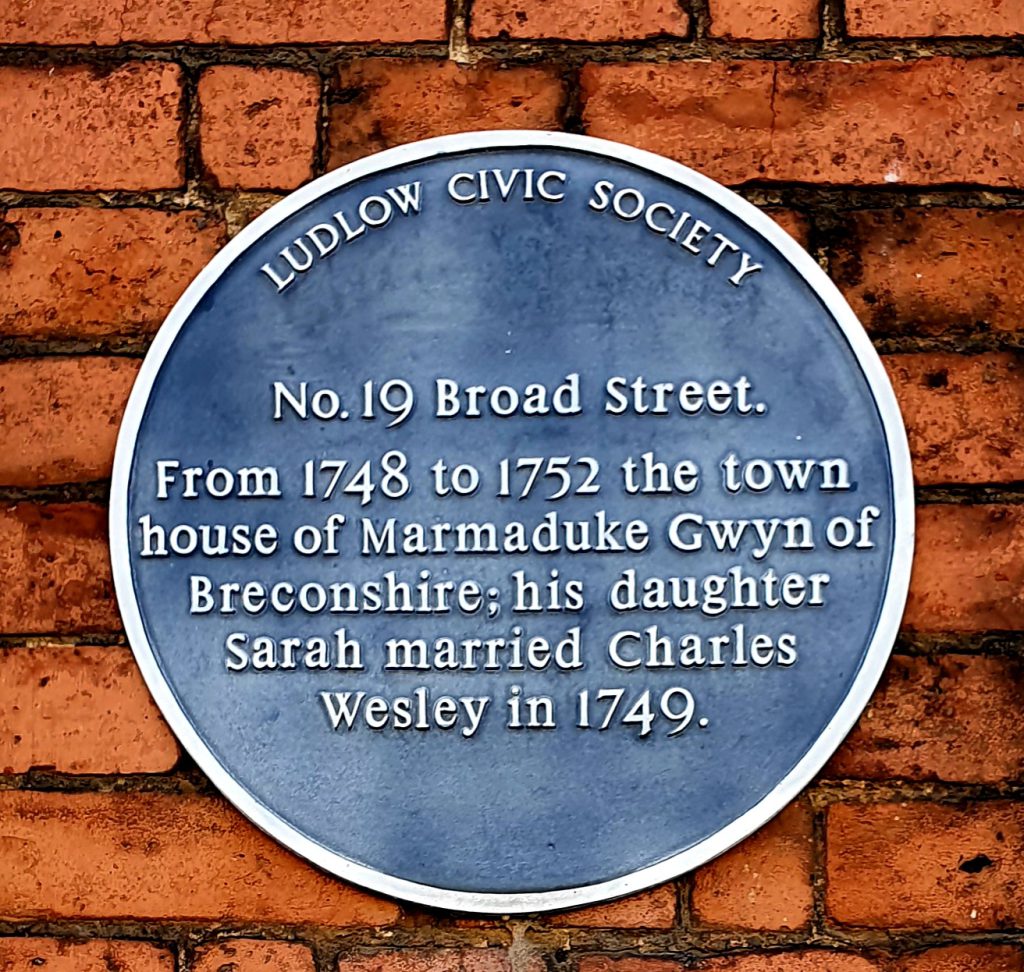 LUDLOW CIVIC SOCIETY
No. 19 Broad Street.
From 1748 to 1752 the town
house of Marmaduke Gwyn of
Breconshire; his daughter
Sarah married Charles
Wesley in 1749.